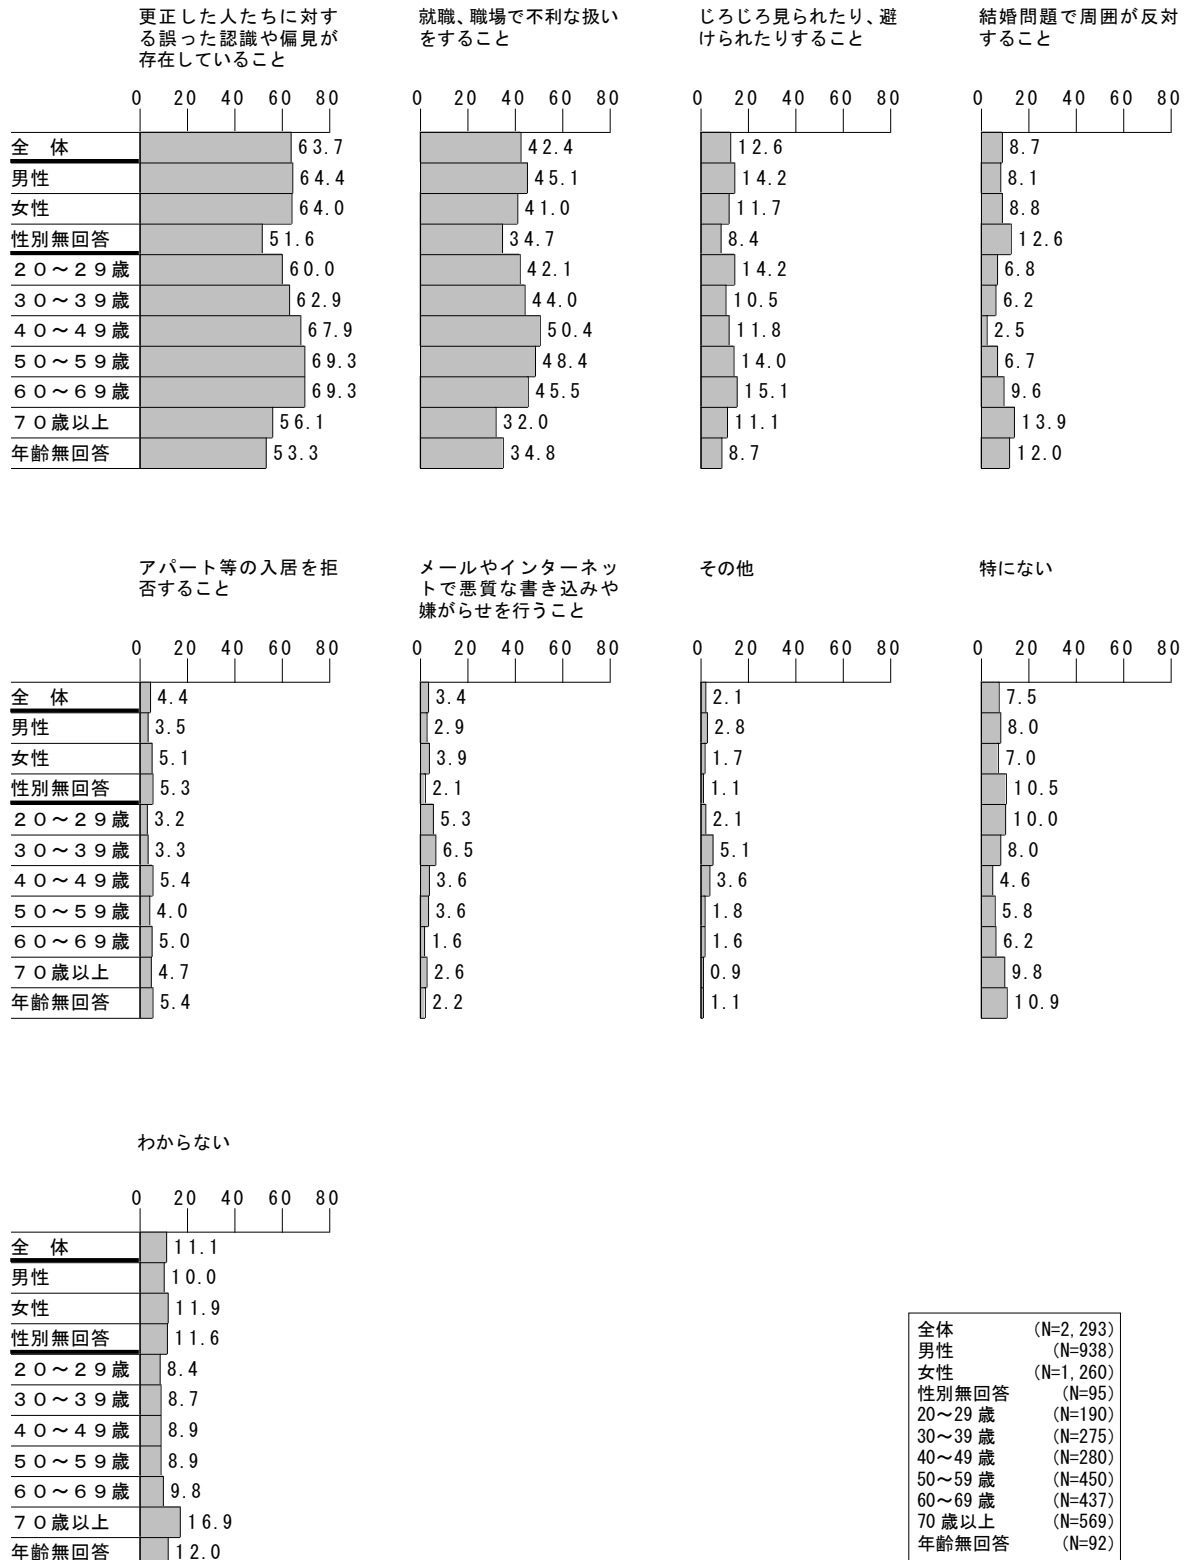 更正した人たちに対す
る誤った認識や偏見が
存在していること
0 20 40 60 80
全 体 63.7
男性 64.4
女性 64.0
性別無回答 51.6
20～29歳 60.0
30～39歳 62.9
40～49歳 67.9
50～59歳 69.3
60～69歳 69.3
70歳以上 56.1
年齢無回答 53.3
就職、職場で不利な扱い
をすること
0 20 40 60 80
42.4
45.1
41.0
34.7
42.1
44.0
50.4
48.4
45.5
32.0
34.8
じろじろ見られたり、避
けられたりすること
0 20 40 60 80
12.6
14.2
11.7
8.4
14.2
10.5
11.8
14.0
15.1
11.1
8.7
結婚問題で周囲が反対
すること
0 20 40 60 80
8.7
8.1
8.8
12.6
6.8
6.2
2.5
6.7
9.6
13.9
12.0
アパート等の入居を拒
否すること
0 20 40 60 80
全 体 4.4
男性 3.5
女性 5.1
性別無回答 5.3
20～29歳 3.2
30～39歳 3.3
40～49歳 5.4
50～59歳 4.0
60～69歳 5.0
70歳以上 4.7
年齢無回答 5.4
メールやインターネッ
トで悪質な書き込みや
嫌がらせを行うこと
0 20 40 60 80
3.4
2.9
3.9
2.1
5.3
6.5
3.6
3.6
1.6
2.6
2.2
その他
0 20 40 60 80
2.1
2.8
1.7
1.1
2.1
5.1
3.6
1.8
1.6
0.9
1.1
特にない
0 20 40 60 80
7.5
8.0
7.0
10.5
10.0
8.0
4.6
5.8
6.2
9.8
10.9
わからない
0 20 40 60 80
全 体 11.1
男性 10.0
女性 11.9
性別無回答 11.6
20～29歳 8.4
30～39歳 8.7
40～49歳 8.9
50～59歳 8.9
60～69歳 9.8
70歳以上 16.9
年齢無回答 12.0
全体 (N=2,293)
男性 (N=938)
女性 (N=1,260)
性別無回答 (N=95)
20～29 歳 (N=190)
30～39 歳 (N=275)
40～49 歳 (N=280)
50～59 歳 (N=450)
60～69 歳 (N=437)
70 歳以上 (N=569)
年齢無回答 (N=92)